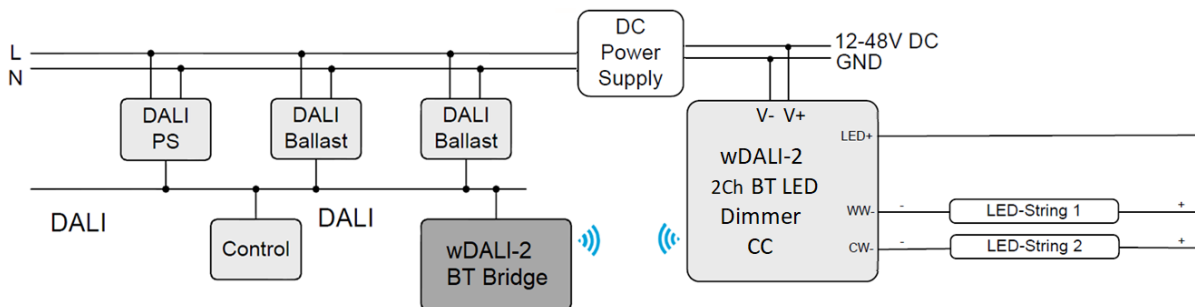 L
N
DALI
PS
DALI
Ballast
DALI
Ballast
DC
Power
Supply
12-48V DC
GND
V- V+
LED+
wDALI-2
2Ch BT LED
Dimmer
CC
WW-
-
LED-String 1
+
CW-
-
LED-String 2
+
DALI
Control
DALI
wDALI-2
BT Bridge